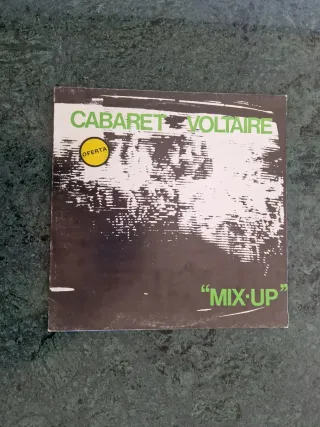 CABARET VOLTAIRE
OFERTA
"MIX·UP"